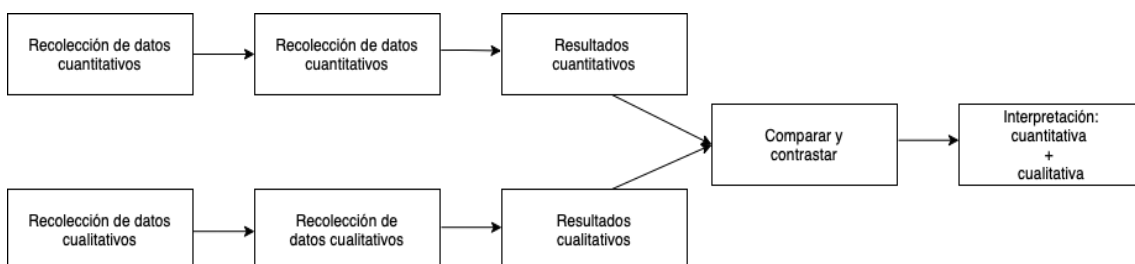 Recolección de datos
cuantitativos
Recolección de datos
cuantitativos
Resultados
cuantitativos
Comparar y
contrastar
Interpretación:
cuantitativa
+
cualitativa
Recolección de datos
cualitativos
Recolección de
datos cualitativos
Resultados
cualitativos